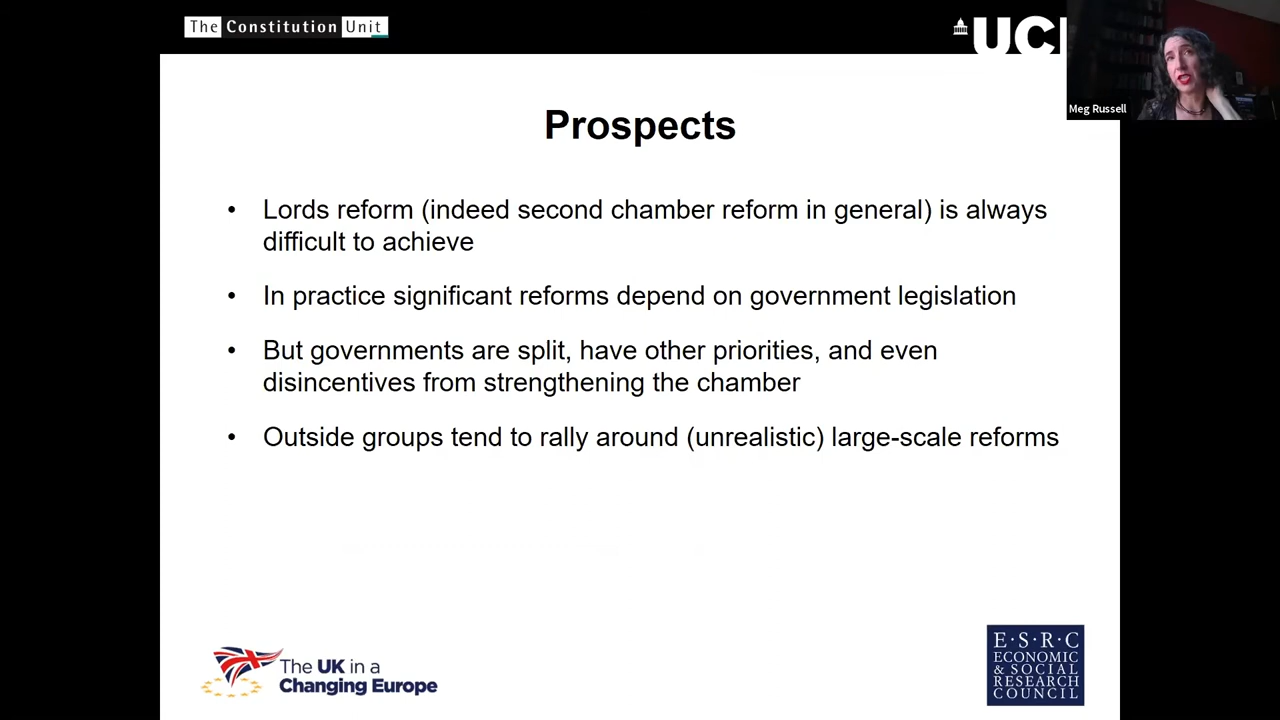 The Constitution Unit
UCL
Meg Russell
Prospects
• Lords reform (indeed second chamber reform in general) is always
difficult to achieve
• In practice significant reforms depend on government legislation
• But governments are split, have other priorities, and even
disincentives from strengthening the chamber
• Outside groups tend to rally around (unrealistic) large-scale reforms
The UK in a
Changing Europe
E·S·R·C
ECONOMIC
& SOCIAL
RESEARCH
COUNCIL